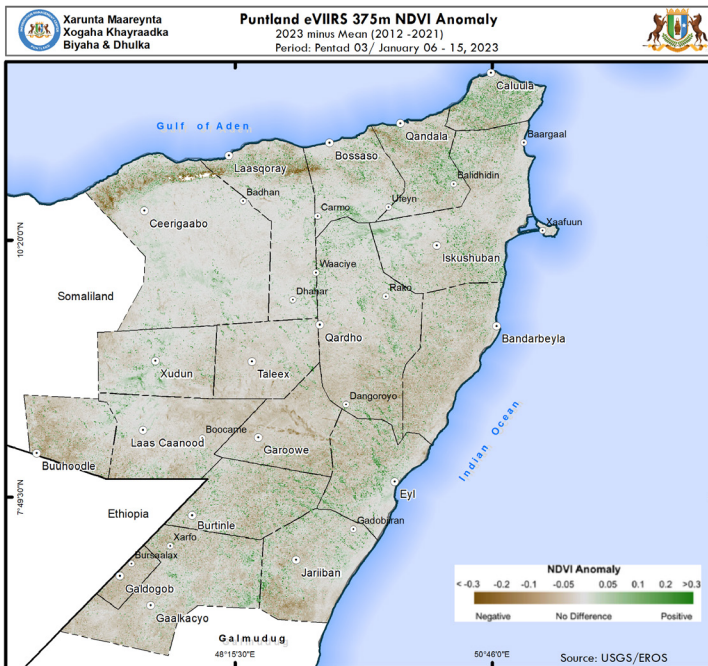 Xarunta Maareynta
Xogaha Khayraadka
Biyaha & Dhulka
Puntland eVIIRS 375m NDVI Anomaly
2023 minus Mean (2012 -2021)
Period: Pentad 03/ January 06 - 15, 2023
Caluula
Gulf of Aden
Qandala
Baargaal
Bossaso
Laasqoray
Balidhidin
Badhan
Ufeyn
Carmo
Ceerigaabo
Xaafuun
10°20'0"N
Iskushuban
Waaciye
Somaliland
Dhahar
Rako
Qardho
Bandarbeyla
Xudun
Taleex
Dangoroyo
Indian Ocean
Laas Caanood
Boocame
Garoowe
Buuhoodle
7°49'30"N
Eyl
Ethiopia
Burtinle
Gadobjiran
Xarfo
Bursaalax
Jariiban
Galdogob
Gaalkacyo
Galmudug
NDVI Anomaly
< -0.3 -0.2 -0.1 -0.05 0.05 0.1 0.2 >0.3
Negative No Difference Positive
48°15'30"E
50°46'0"E
Source: USGS/EROS